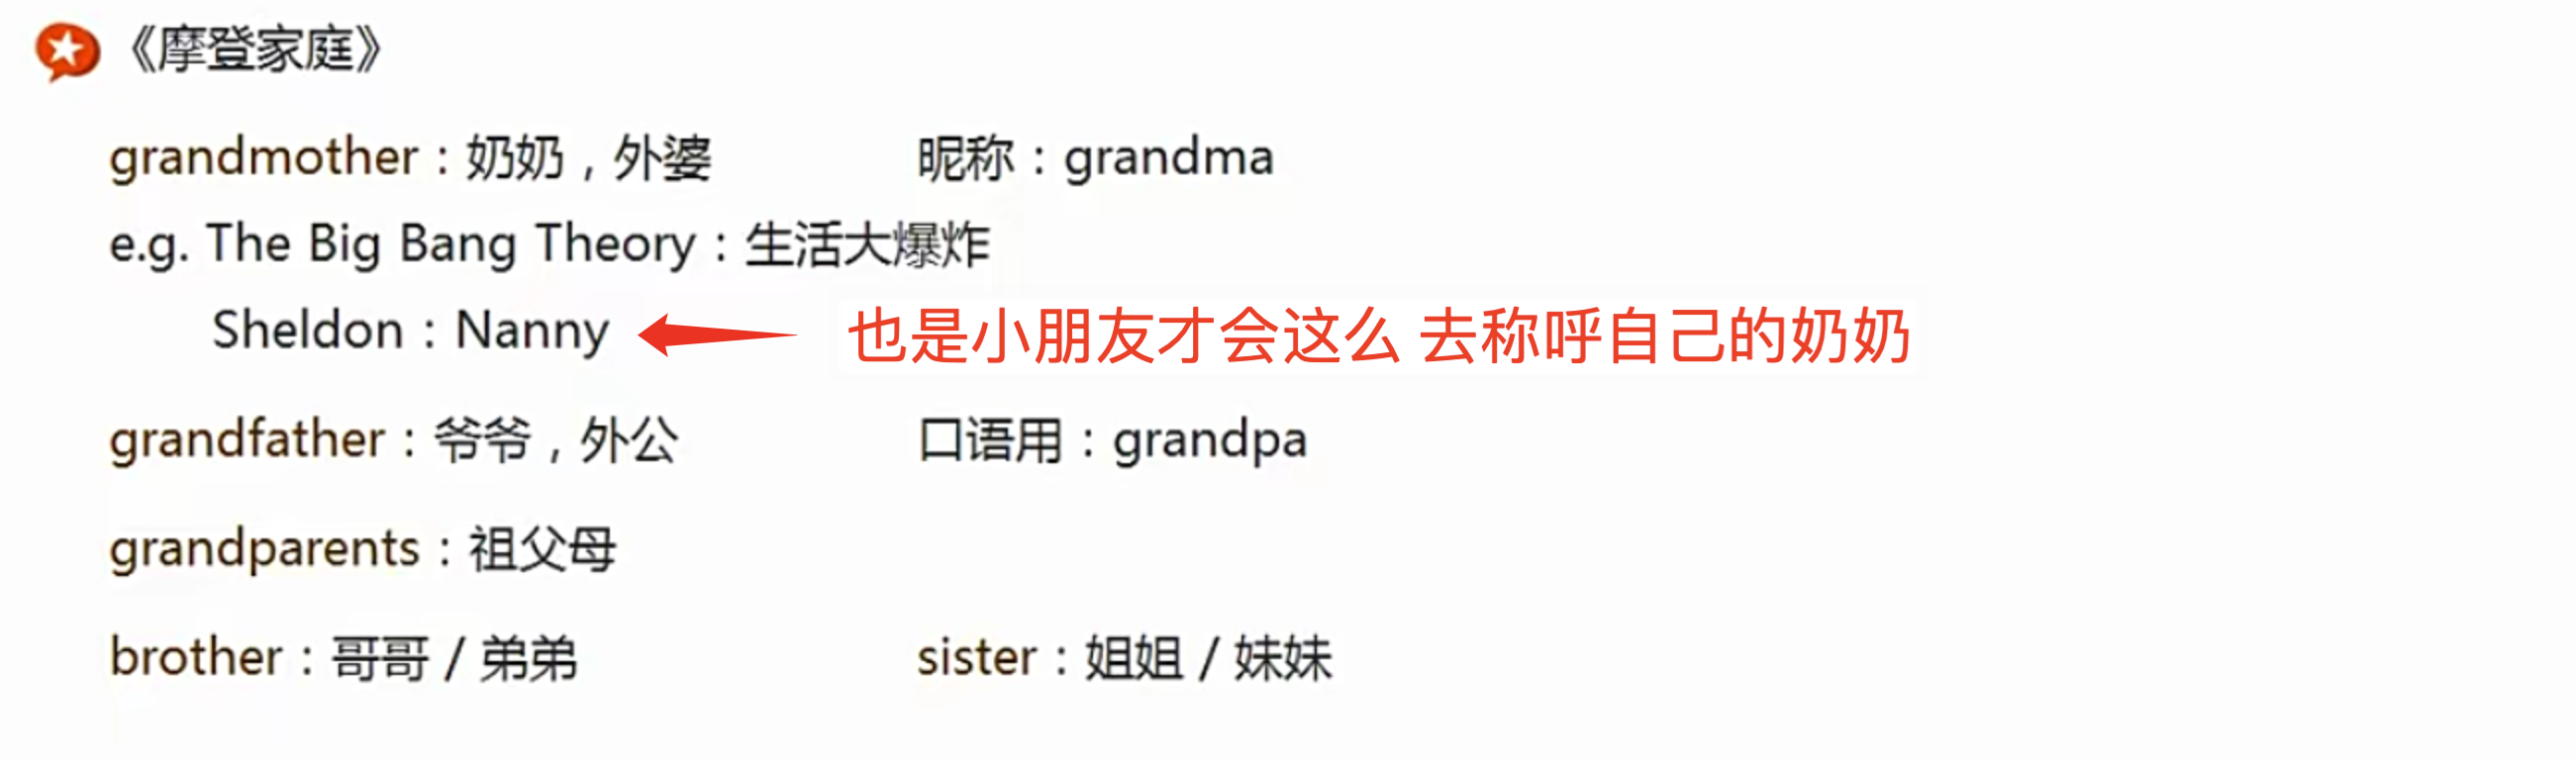 《摩登家庭》
grandmother：奶奶，外婆 昵称：grandma
e.g. The Big Bang Theory：生活大爆炸
Sheldon：Nanny 也是小朋友才会这么 去称呼自己的奶奶
grandfather：爷爷，外公 口语用：grandpa
grandparents：祖父母
brother：哥哥 / 弟弟 sister：姐姐 / 妹妹